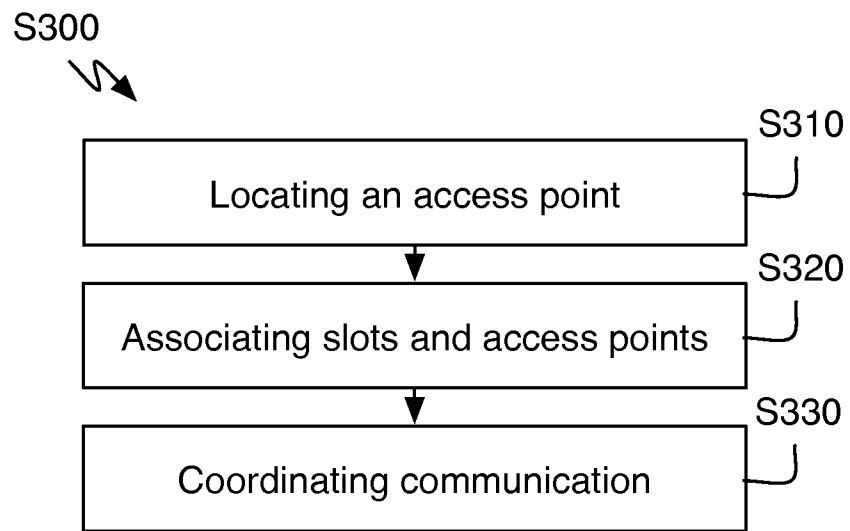 S300
S310
Locating an access point
S320
Associating slots and access points
S330
Coordinating communication